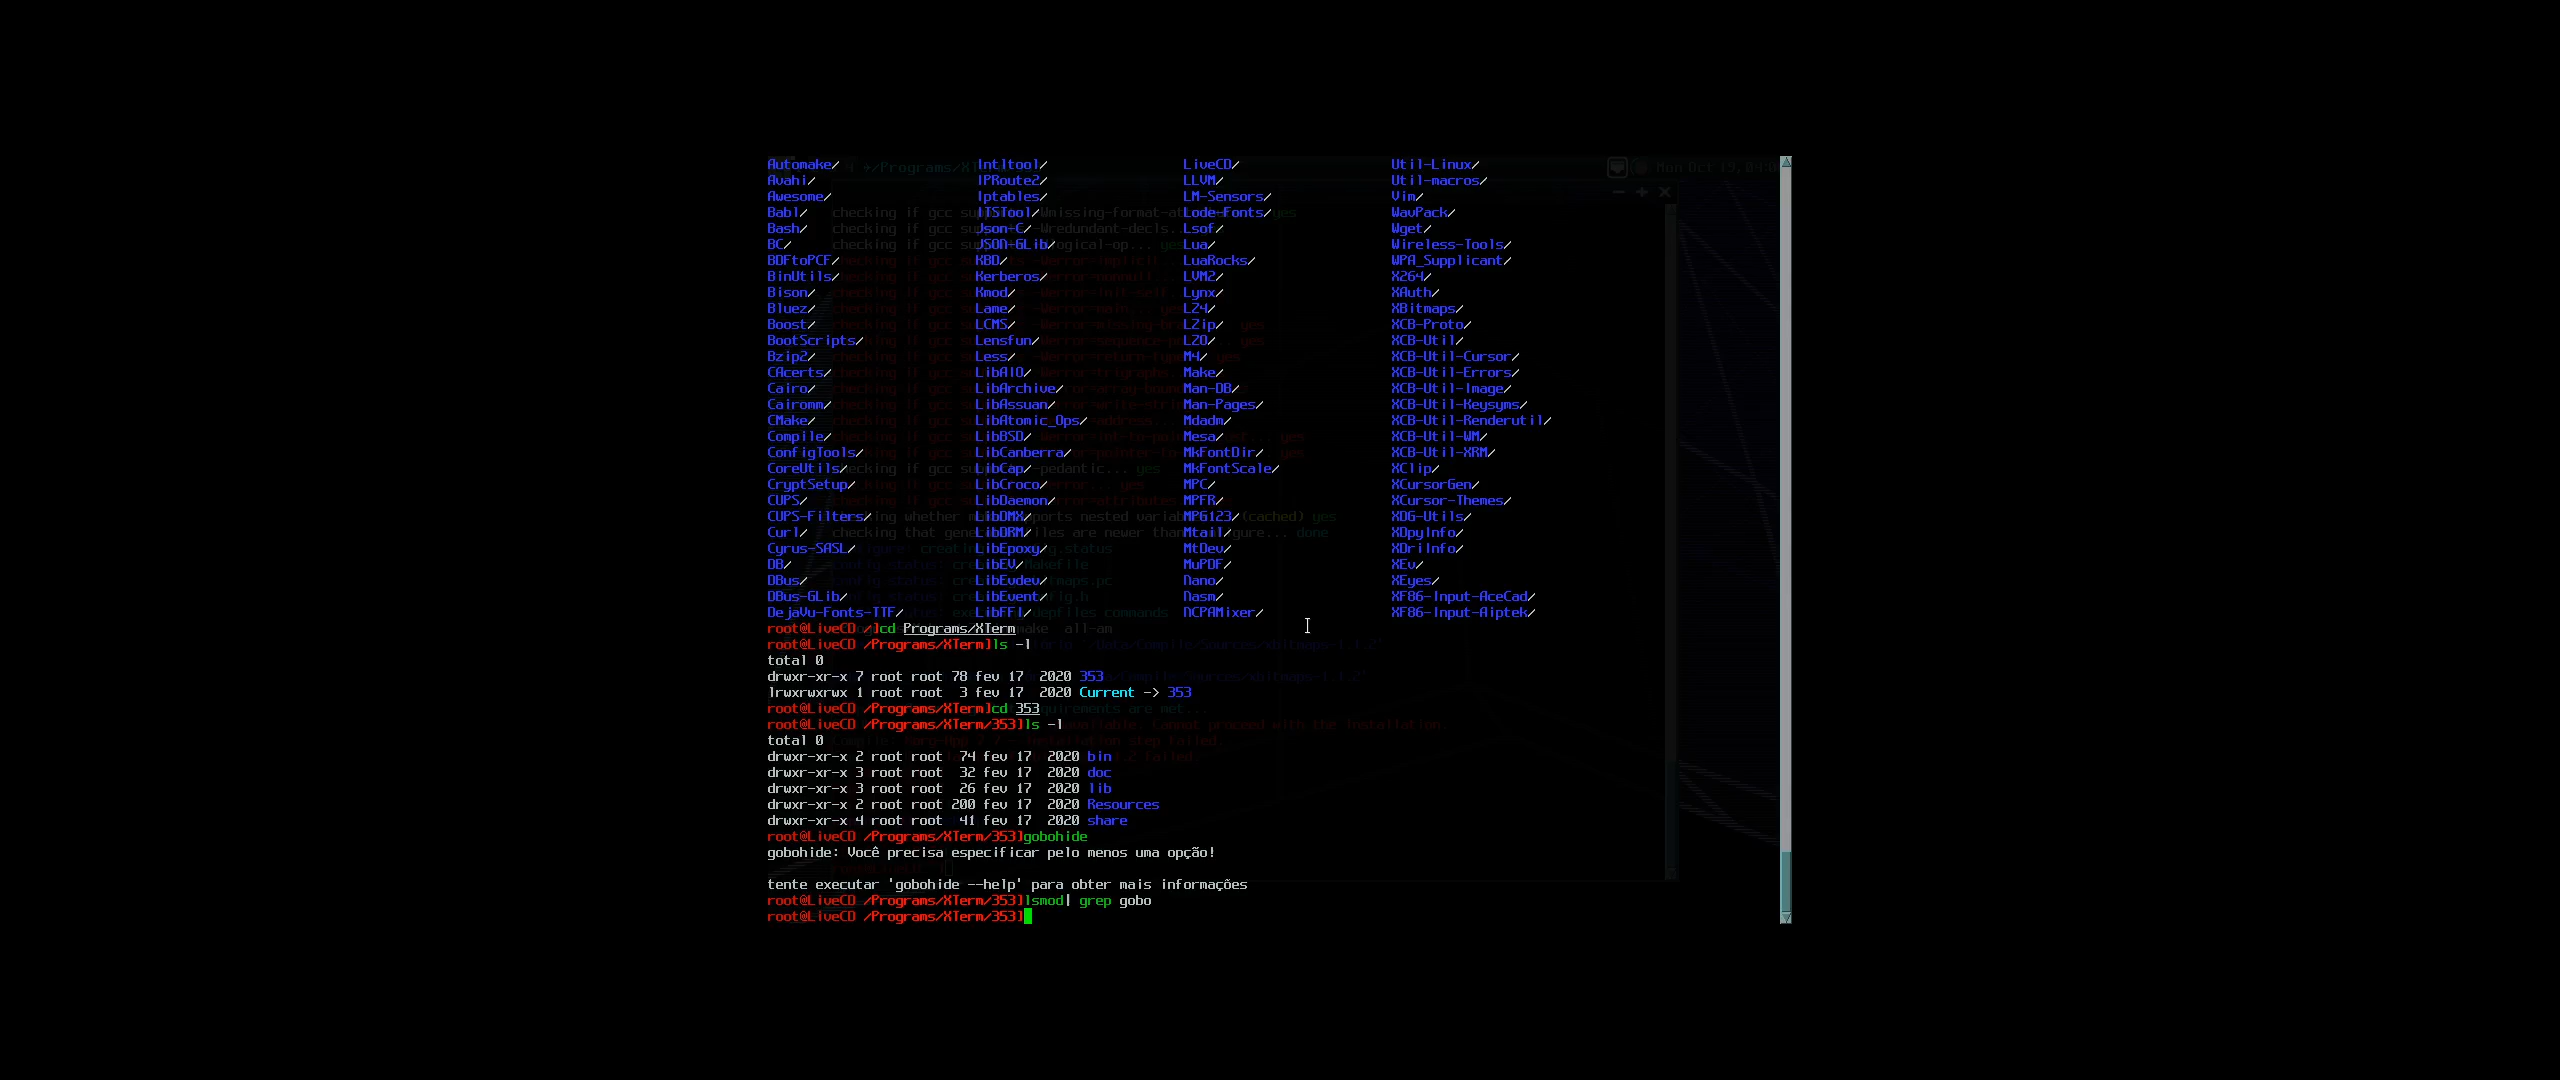 Automake/ Intltool/ LiveCD/ Util-Linux/
Avahi/ IPRoute2/ LLVM/ Util-macros/
Awesome/ Iptables/ LM-Sensors/ Vim/
Babl/ ITSTool/ Lode-Fonts/ WavPack/
Bash/ Json-C/ Lsof/ Wget/
BC/ JSON-GLib/ Lua/ Wireless-Tools/
BDFtoPCF/ KBD/ LuaRocks/ WPA_Supplicant/
BinUtils/ Kerberos/ LVM2/ X264/
Bison/ Kmod/ Lynx/ XAuth/
Bluez/ Lame/ LZ4/ XBitmaps/
Boost/ LCMS/ LZip/ XCB-Proto/
BootScripts/ Lensfun/ LZO/ XCB-Util/
Bzip2/ Less/ M4/ XCB-Util-Cursor/
CAcerts/ LibAIO/ Make/ XCB-Util-Errors/
Cairo/ LibArchive/ Man-DB/ XCB-Util-Image/
Cairomm/ LibAssuan/ Man-Pages/ XCB-Util-Keysyms/
CMake/ LibAtomic_Ops/ Mdadm/ XCB-Util-Renderutil/
Compile/ LibBSD/ Mesa/ XCB-Util-WM/
ConfigTools/ LibCanberra/ MkFontDir/ XCB-Util-XRM/
CoreUtils/ LibCap/ MkFontScale/ XClip/
CryptSetup/ LibCroco/ MPC/ XCursorGen/
CUPS/ LibDaemon/ MPFR/ XCursor-Themes/
CUPS-Filters/ LibDMX/ MPG123/ XDG-Utils/
Curl/ LibDRM/ Mtail/ XDpyInfo/
Cyrus-SASL/ LibEpoxy/ MtDev/ XDriInfo/
DB/ LibEV/ MuPDF/ XEv/
DBus/ LibEvdev/ Nano/ XEyes/
DBus-GLib/ LibEvent/ Nasm/ XF86-Input-AceCad/
DejaVu-Fonts-TTF/ LibFFI/ NCPAMixer/ XF86-Input-Aiptek/
root@LiveCD /]cd Programs/XTerm
root@LiveCD /Programs/XTerm]ls -l
total 0
drwxr-xr-x 7 root root 78 fev 17  2020 353
lrwxrwxrwx 1 root root  3 fev 17  2020 Current -> 353
root@LiveCD /Programs/XTerm]cd 353
root@LiveCD /Programs/XTerm/353]ls -l
total 0
drwxr-xr-x 2 root root  74 fev 17  2020 bin
drwxr-xr-x 3 root root  32 fev 17  2020 doc
drwxr-xr-x 3 root root  26 fev 17  2020 lib
drwxr-xr-x 2 root root 200 fev 17  2020 Resources
drwxr-xr-x 4 root root  41 fev 17  2020 share
root@LiveCD /Programs/XTerm/353]gobohide
gobohide: Você precisa especificar pelo menos uma opção!
tente executar 'gobohide --help' para obter mais informações
root@LiveCD /Programs/XTerm/353]lsmod| grep gobo
root@LiveCD /Programs/XTerm/353]